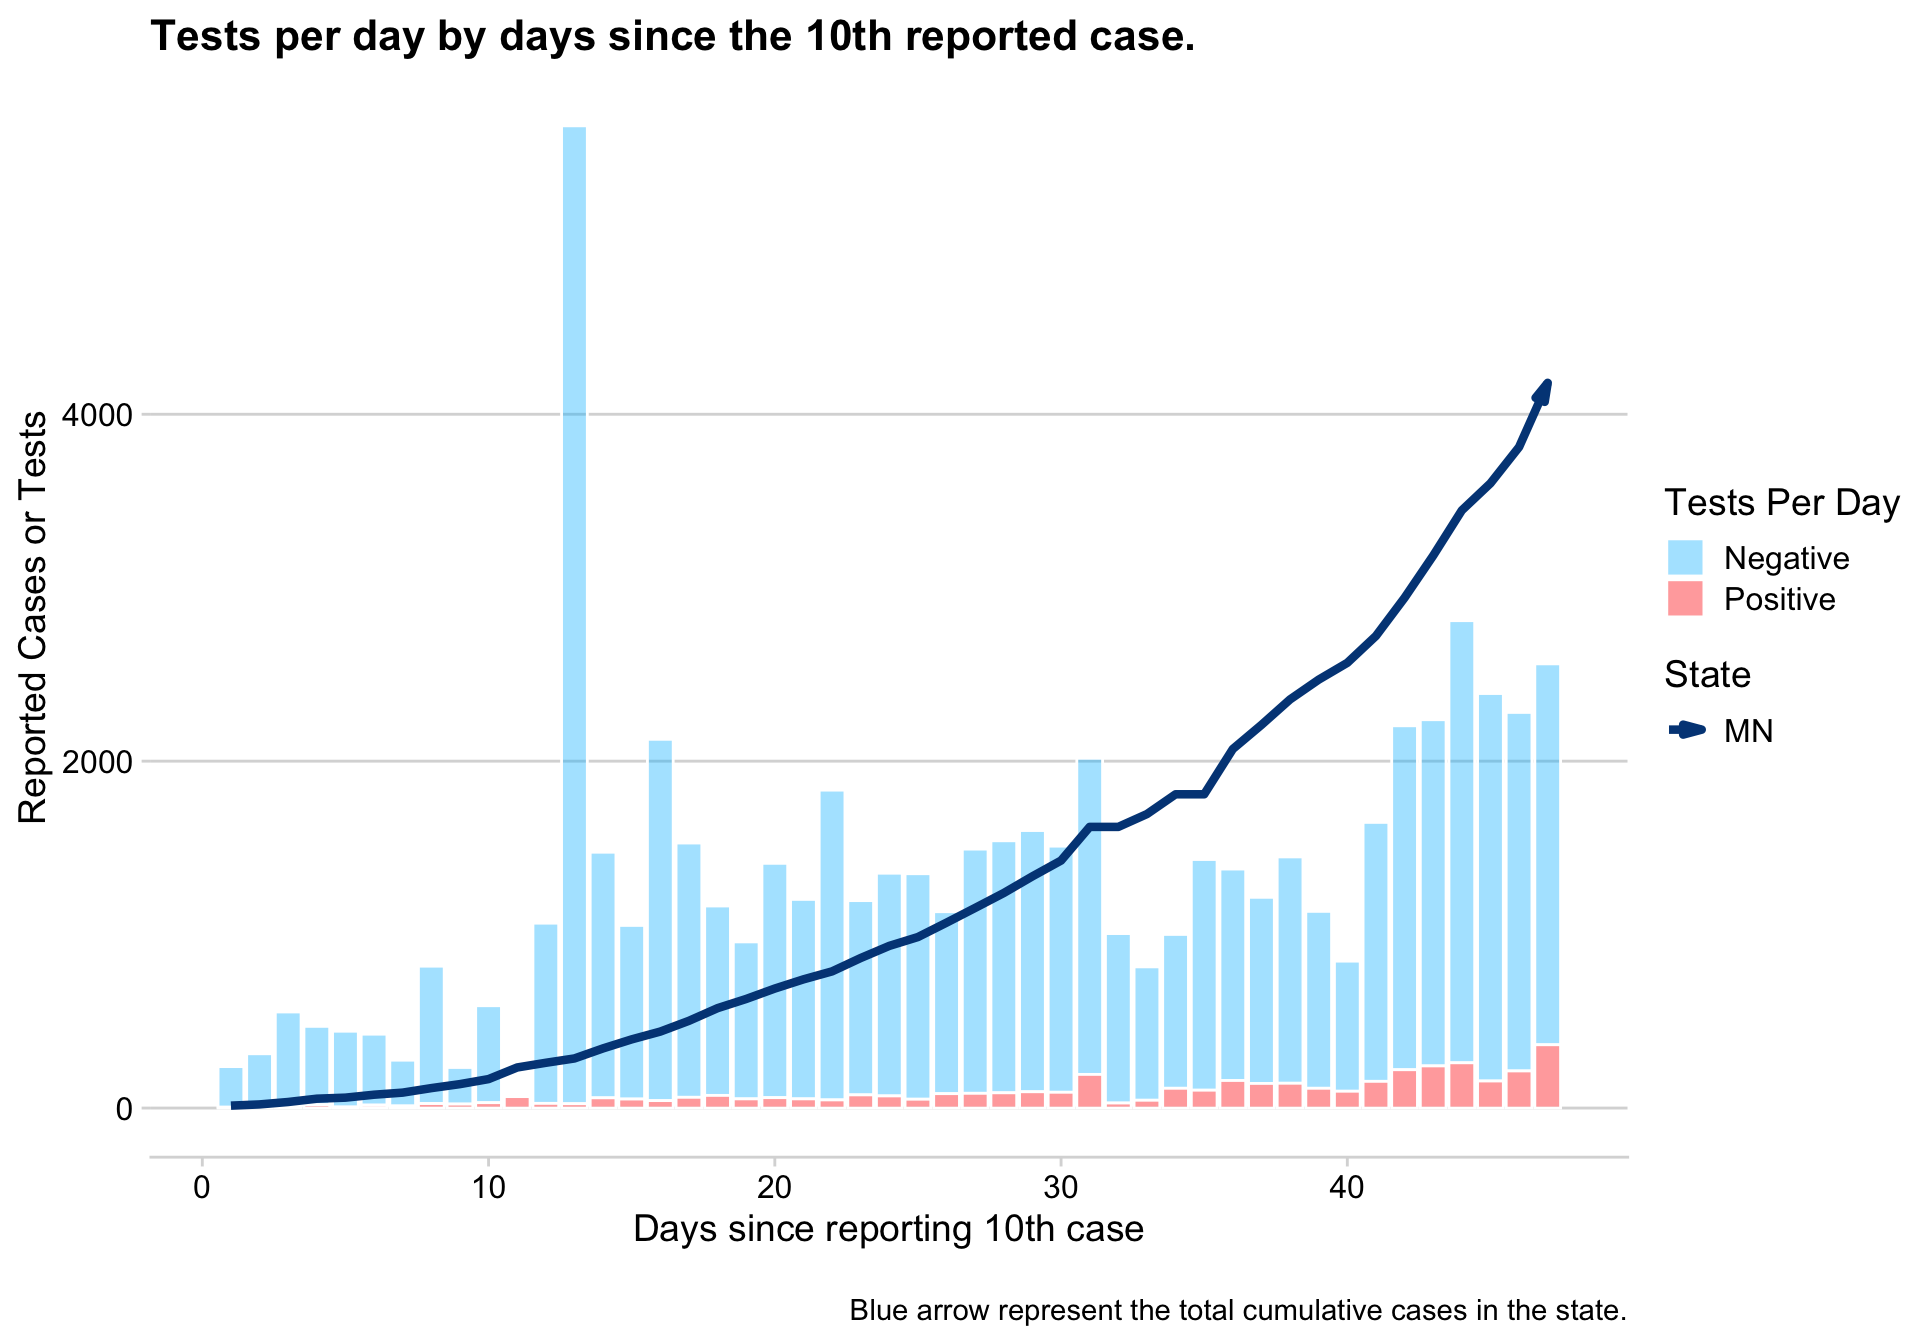 Tests per day by days since the 10th reported case.
Reported Cases or Tests
4000
2000
0
0 10 20 30 40
Days since reporting 10th case
Tests Per Day
Negative
Positive
State
MN
Blue arrow represent the total cumulative cases in the state.